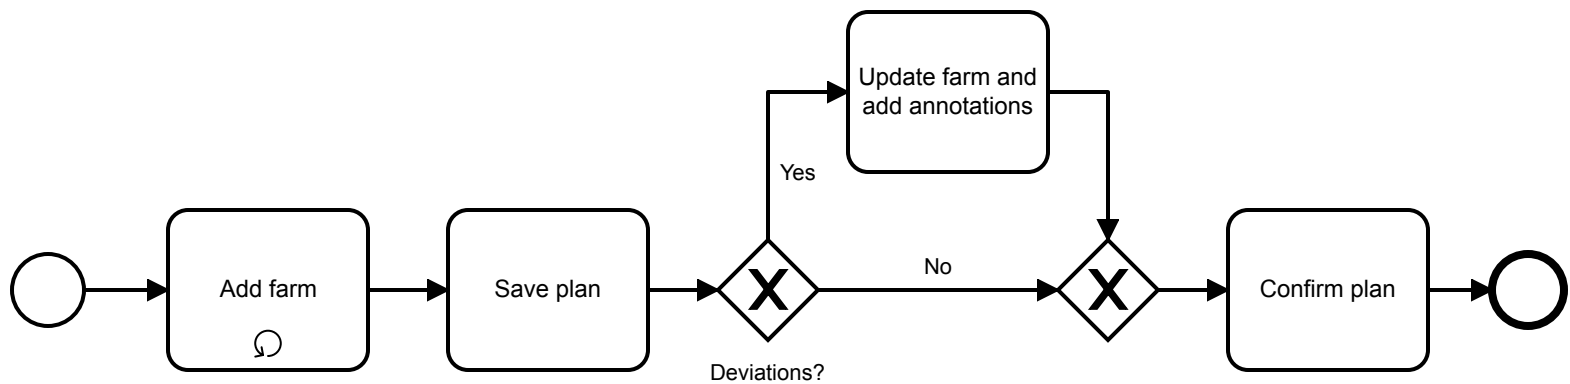 Update farm and
add annotations
Yes
Add farm
Save plan
X
No
X
Confirm plan
Deviations?